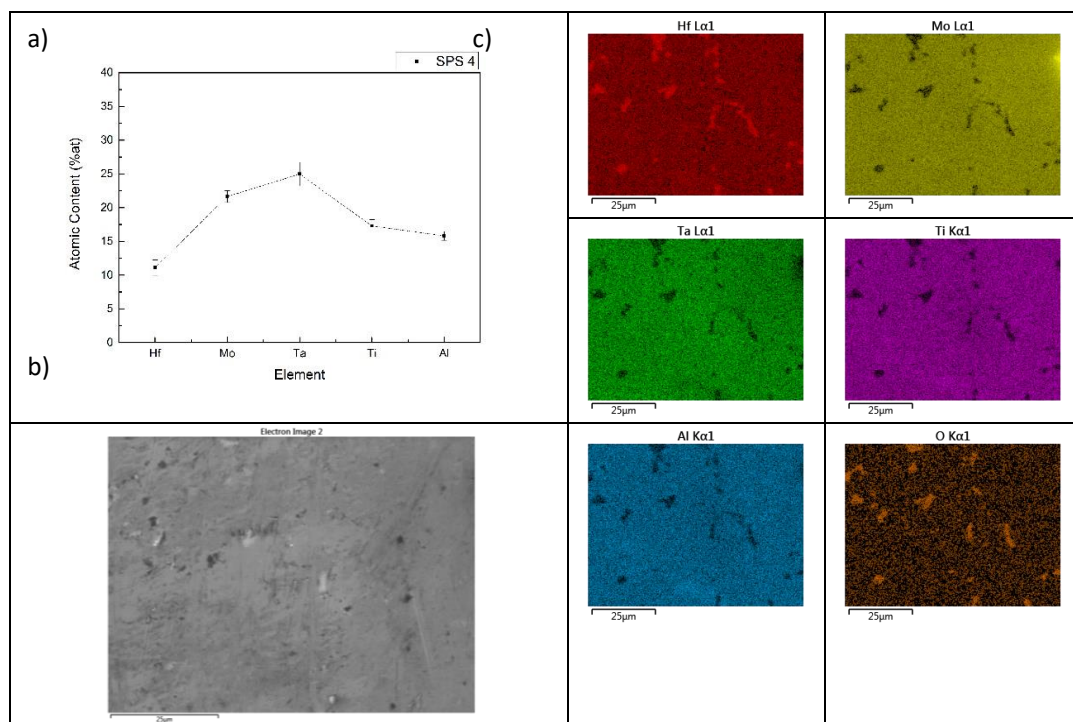 a)
SPS 4
40
35
30
25
20
15
10
5
0
Atomic Content (%at)
Hf Mo Ta Ti Al
Element
b)
Electron Image 2
25µm
c)
Hf Lα1
25µm
Mo Lα1
25µm
Ta Lα1
25µm
Ti Kα1
25µm
Al Kα1
25µm
O Kα1
25µm